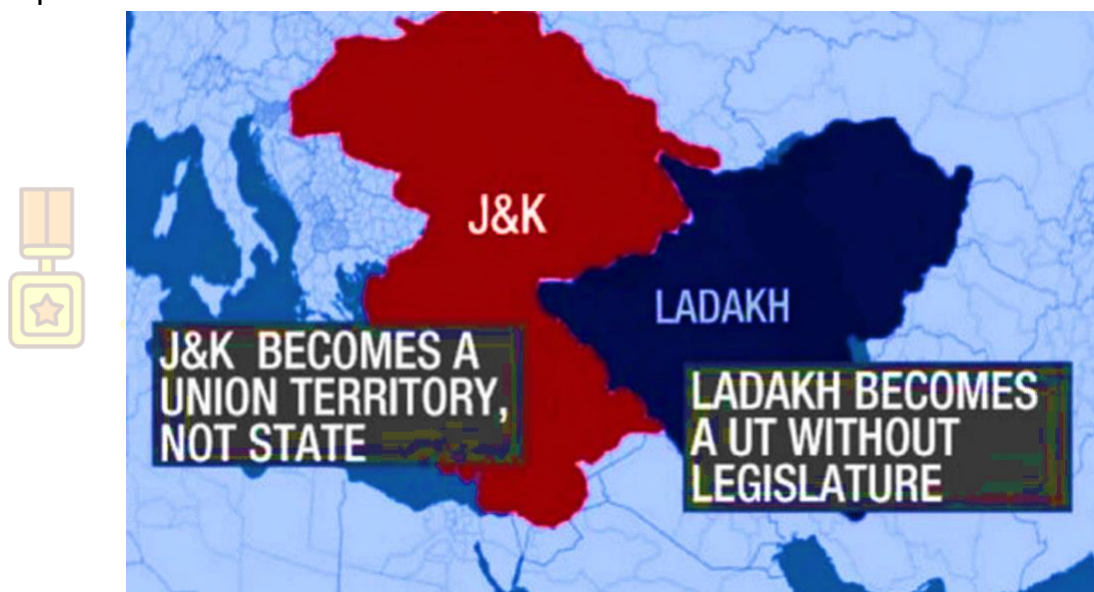 J&K
LADAKH
J&K BECOMES A
UNION TERRITORY,
NOT STATE
LADAKH BECOMES
A UT WITHOUT
LEGISLATURE